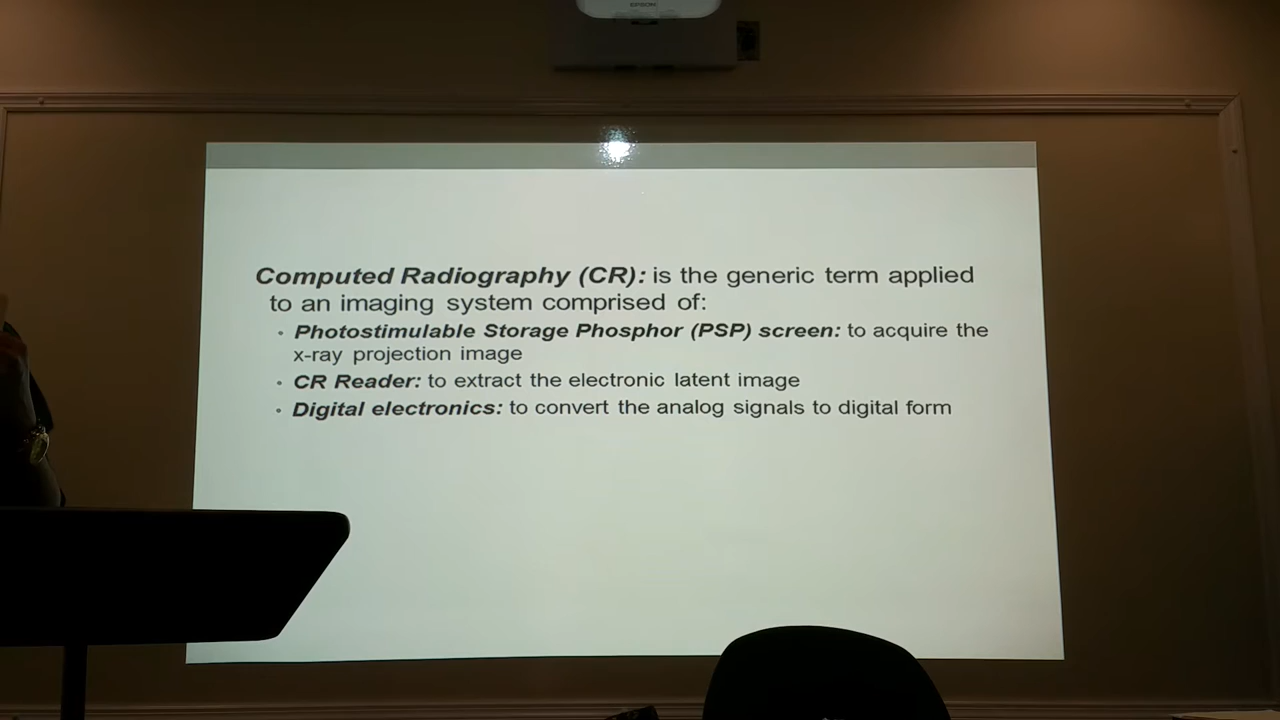 EPSON
Computed Radiography (CR): is the generic term applied
to an imaging system comprised of:
• Photostimulable Storage Phosphor (PSP) screen: to acquire the
x-ray projection image
• CR Reader: to extract the electronic latent image
• Digital electronics: to convert the analog signals to digital form